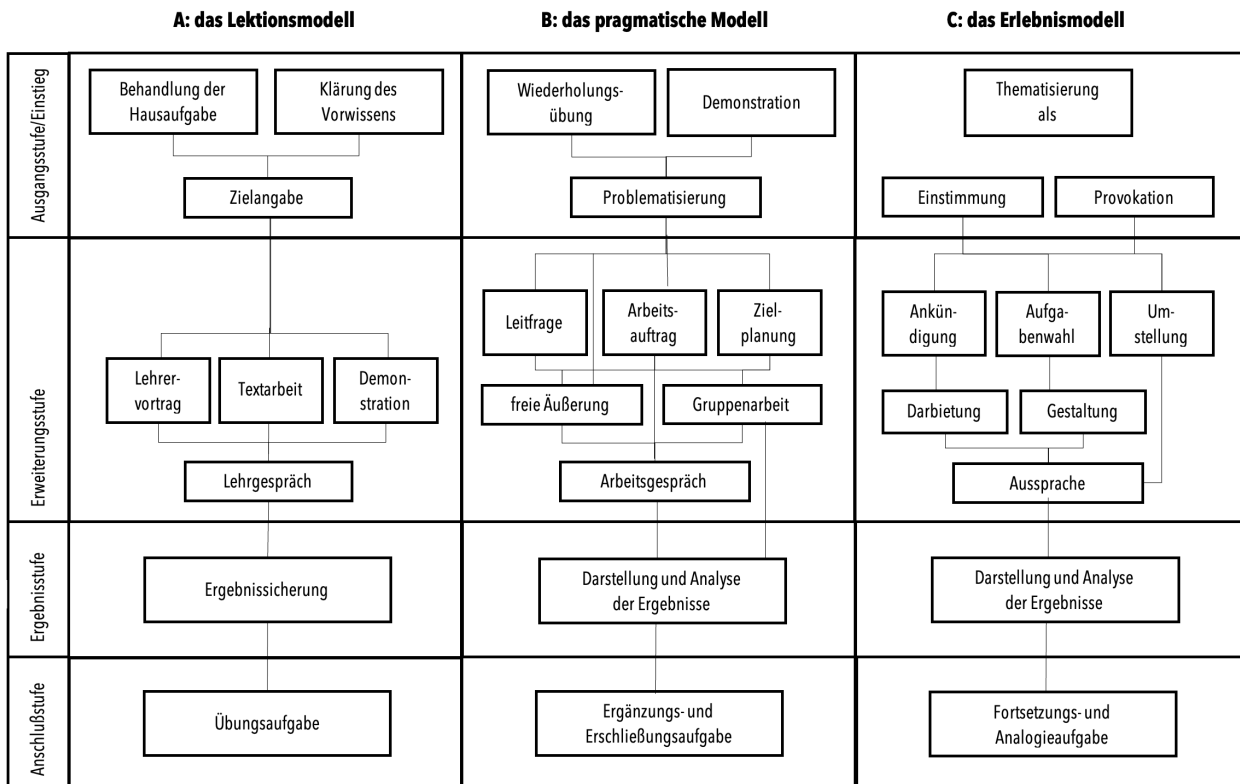 A: das Lektionsmodell
B: das pragmatische Modell
C: das Erlebnismodell
Ausgangsstufe/Einstieg
Behandlung der
Hausaufgabe
Klärung des
Vorwissens
Zielangabe
Wiederholungs-
übung
Demonstration
Problematisierung
Thematisierung
als
Einstimmung
Provokation
Erweiterungsstufe
Lehrer-
vortrag
Textarbeit
Demon-
stration
Lehrgespräch
Leitfrage
Arbeits-
auftrag
Ziel-
planung
freie Äußerung
Gruppenarbeit
Arbeitsgespräch
Ankün-
digung
Aufga-
benwahl
Um-
stellung
Darbietung
Gestaltung
Aussprache
Ergebnisstufe
Ergebnissicherung
Darstellung und Analyse
der Ergebnisse
Darstellung und Analyse
der Ergebnisse
Anschlußstufe
Übungsaufgabe
Ergänzungs- und
Erschließungsaufgabe
Fortsetzungs- und
Analogieaufgabe